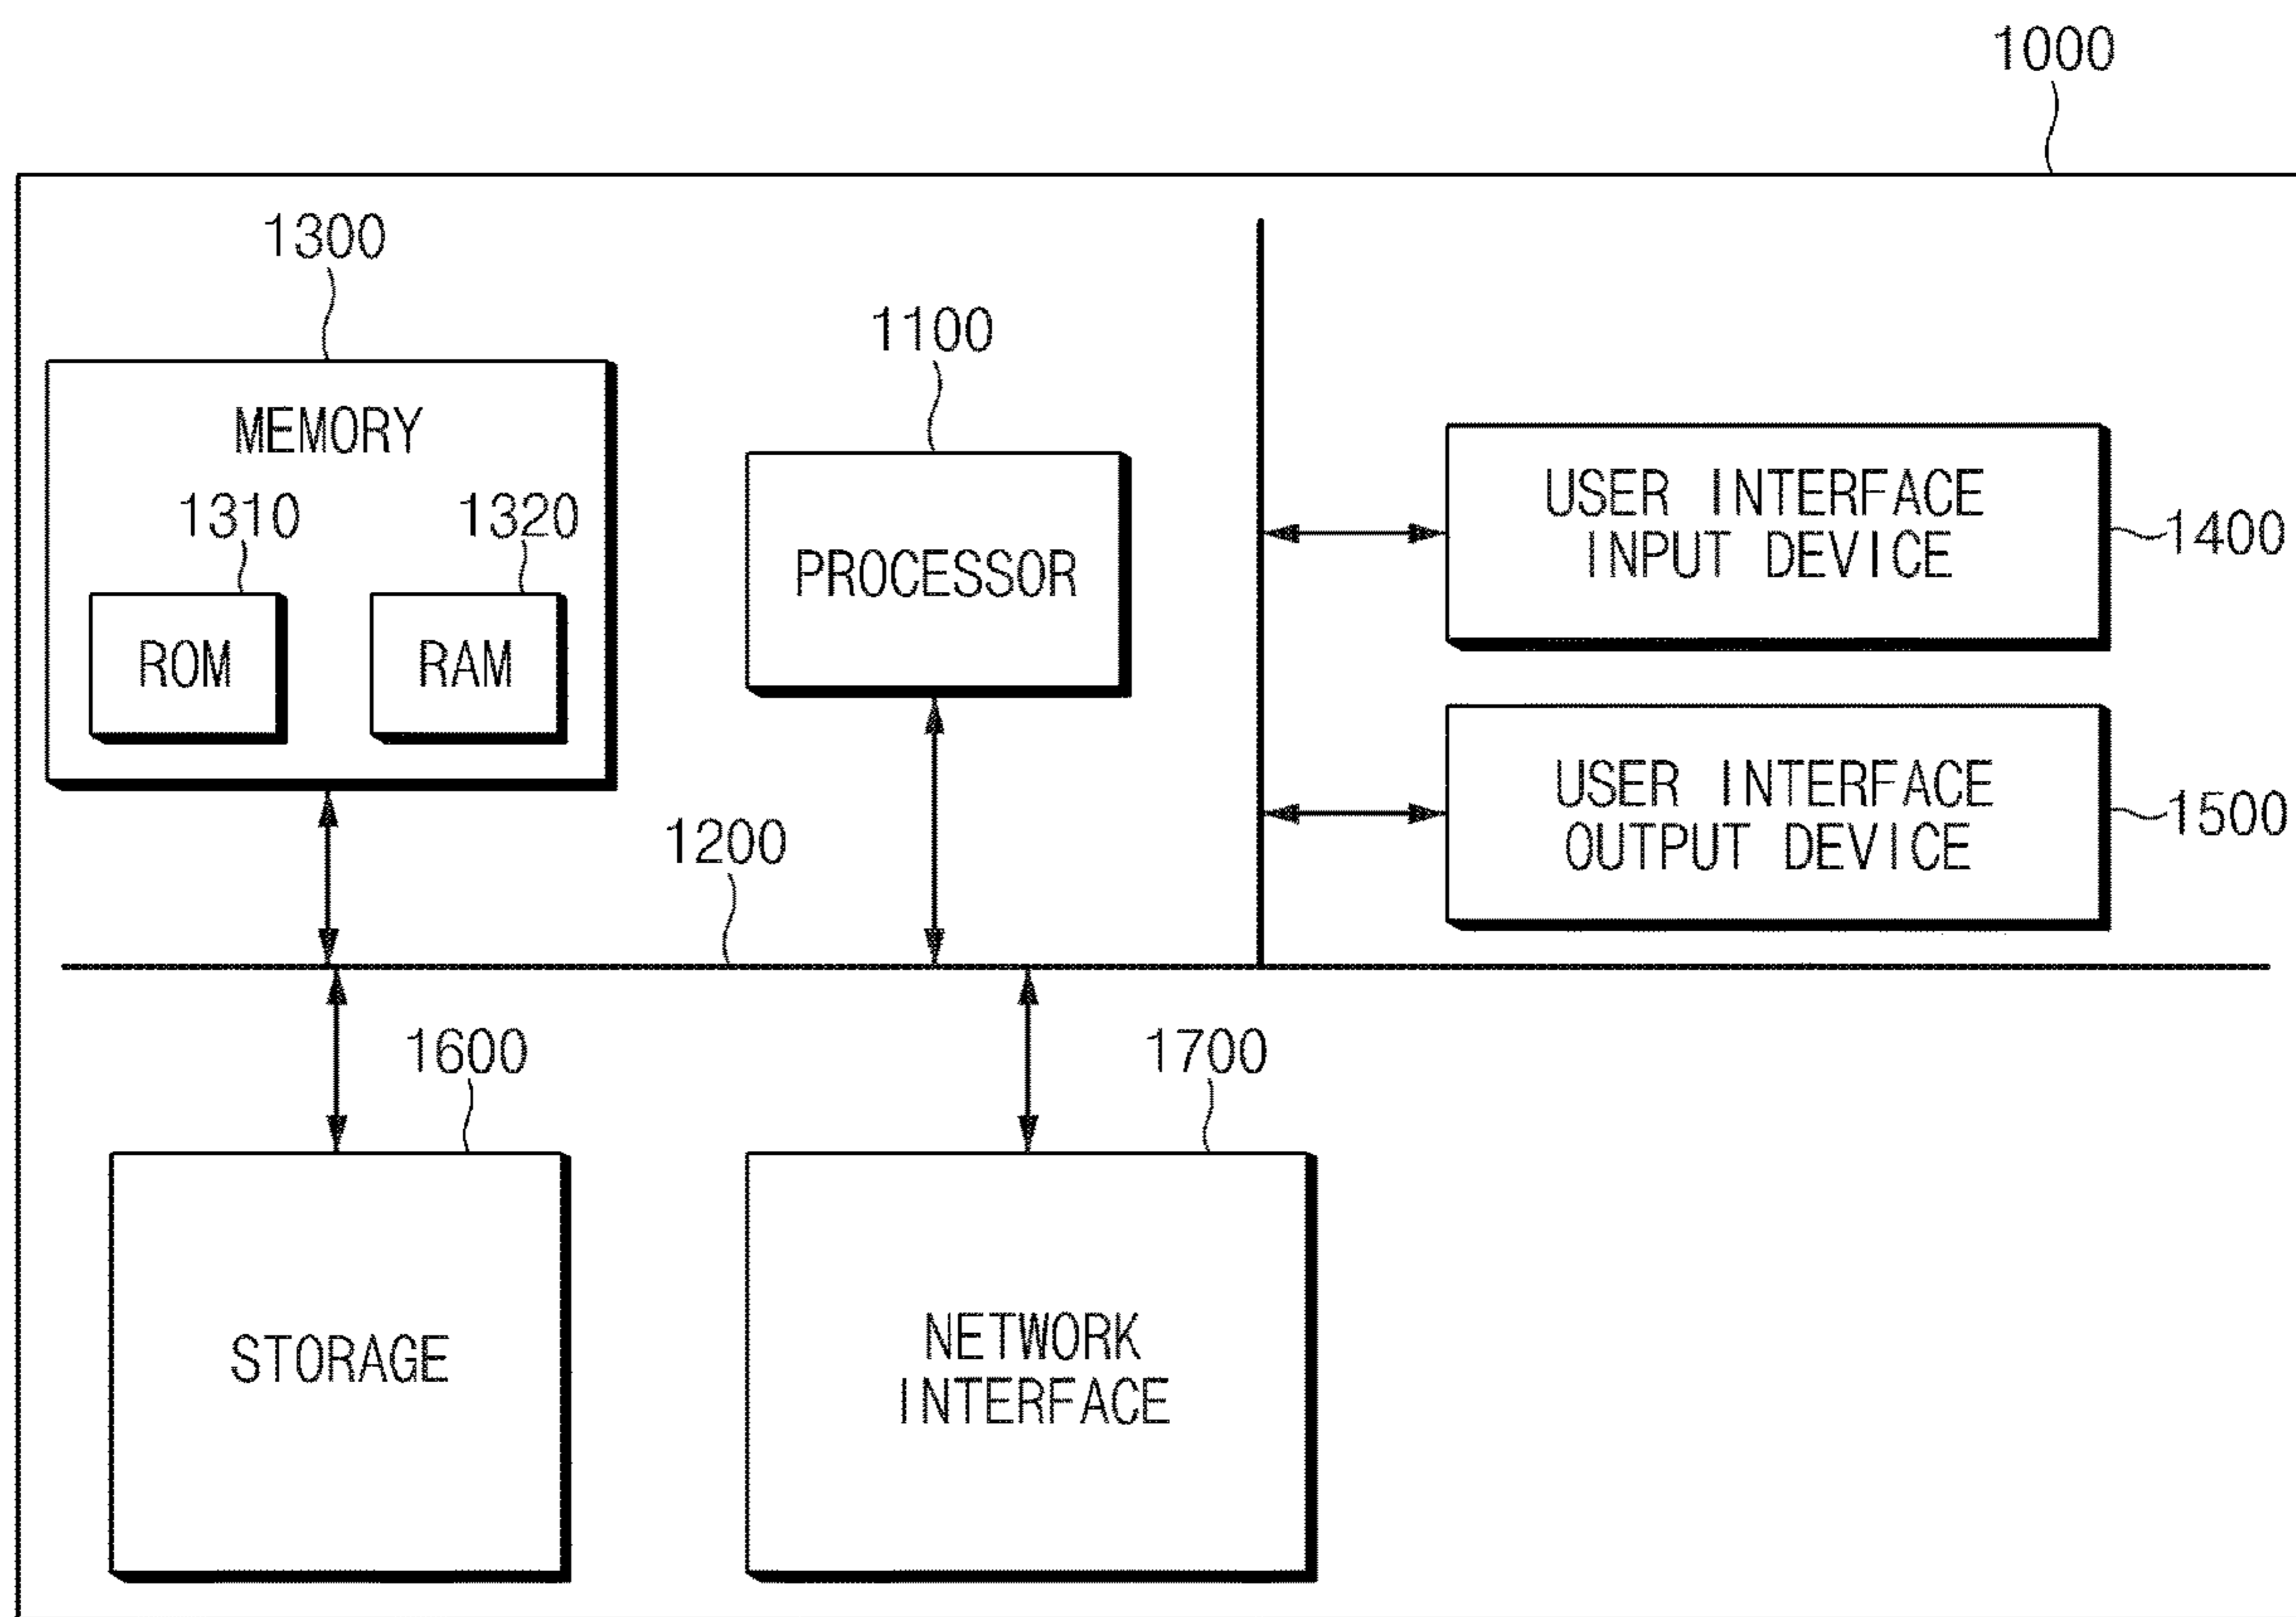 1000
1300
MEMORY
1310
1320
ROM
RAM
1100
PROCESSOR
USER INTERFACE
INPUT DEVICE
1400
USER INTERFACE
OUTPUT DEVICE
1500
1200
1600
STORAGE
1700
NETWORK
INTERFACE